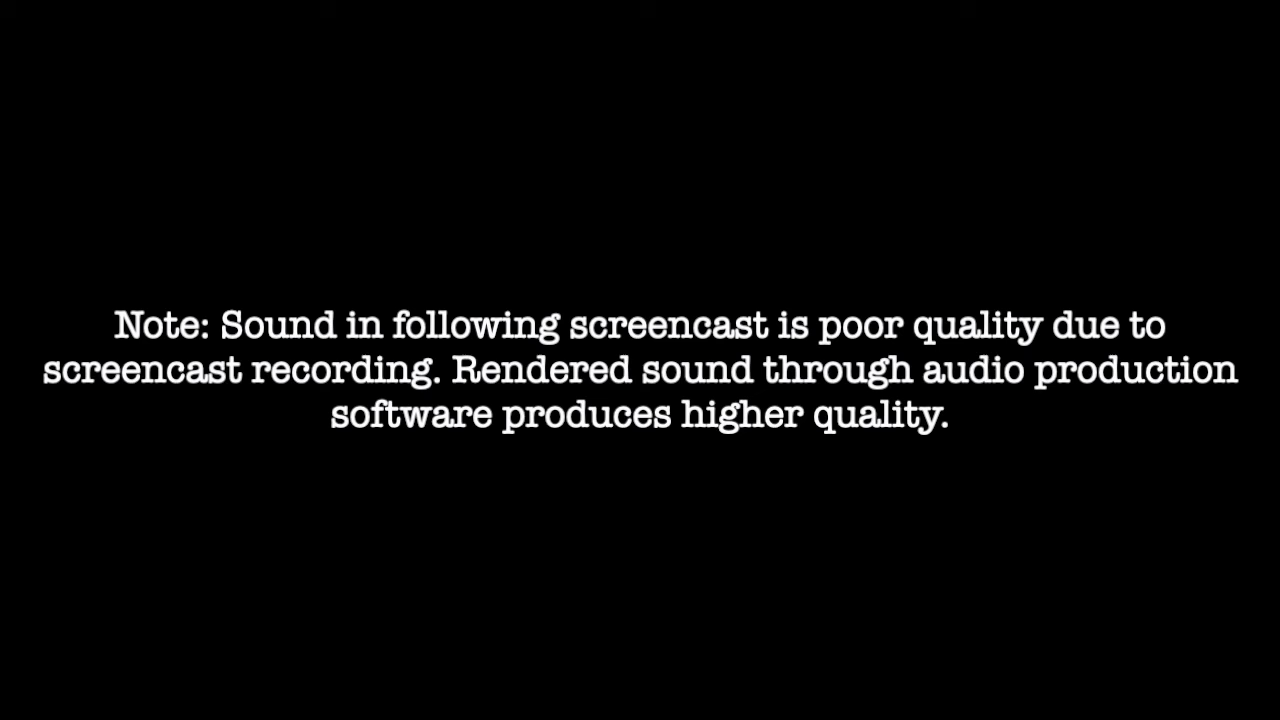 Note: Sound in following screencast is poor quality due to
screencast recording. Rendered sound through audio production
software produces higher quality.